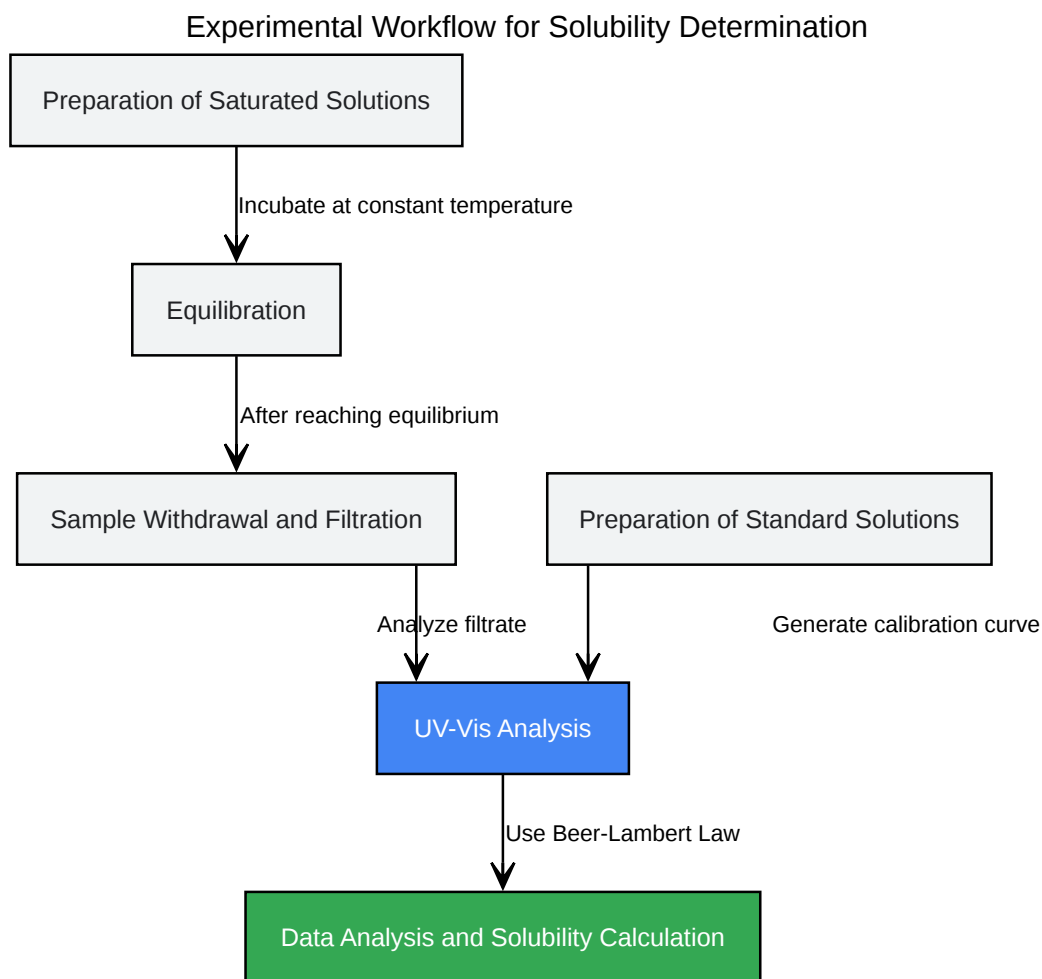 Experimental Workflow for Solubility Determination
Preparation of Saturated Solutions
Incubate at constant temperature
Equilibration
After reaching equilibrium
Sample Withdrawal and Filtration
Preparation of Standard Solutions
Analyze filtrate
Generate calibration curve
UV-Vis Analysis
Use Beer-Lambert Law
Data Analysis and Solubility Calculation